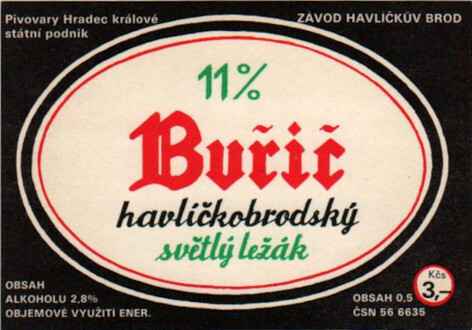 Pivovary Hradec králové
státní podnik
ZÁVOD HAVLÍČKŮV BROD
11%
Buřič
havlíčkobrodský
světlý ležák
OBSAH
ALKOHOLU 2,8%
OBJEMOVÉ VYUŽITÍ ENER.
Kčs
3,–
OBSAH 0,5 l
ČSN 56 6635